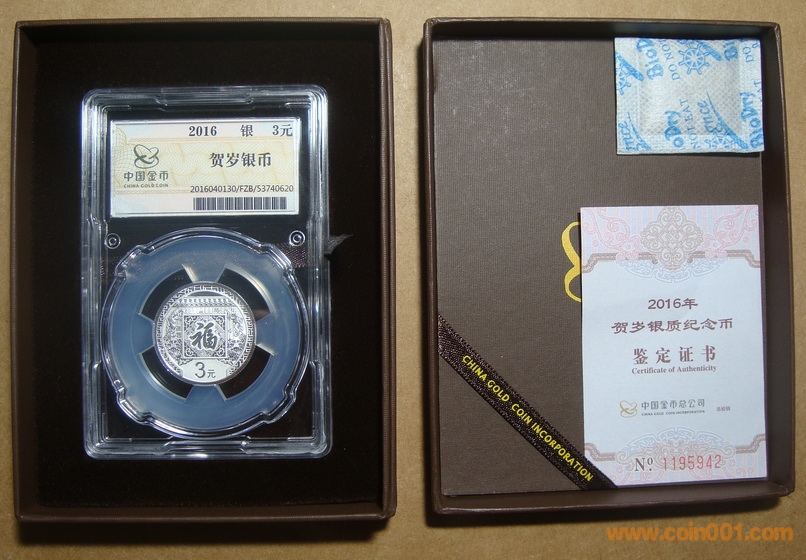 2016 银 3元
中国金币
CHINA GOLD COIN
贺岁银币
2016040130/FZB/53740620
福
3元
BioDry
DO NOT EAT
CHINA GOLD COIN INCORPORATION
2016年
贺岁银质纪念币
鉴定证书
Certificate of Authenticity
中国金币总公司
CHINA GOLD COIN INCORPORATION
№ 1195942
www.coin001.com